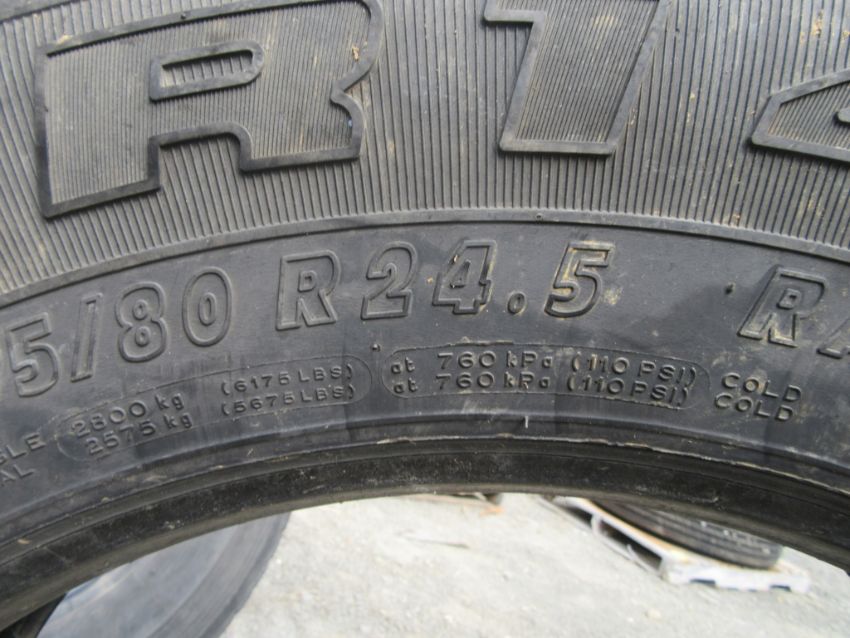 5/80 R24.5
2800 kg (6175 LBS) at 760 kPa (110 PSI) COLD
2575 kg (5675 LBS) at 760 kPa (110 PSI) COLD